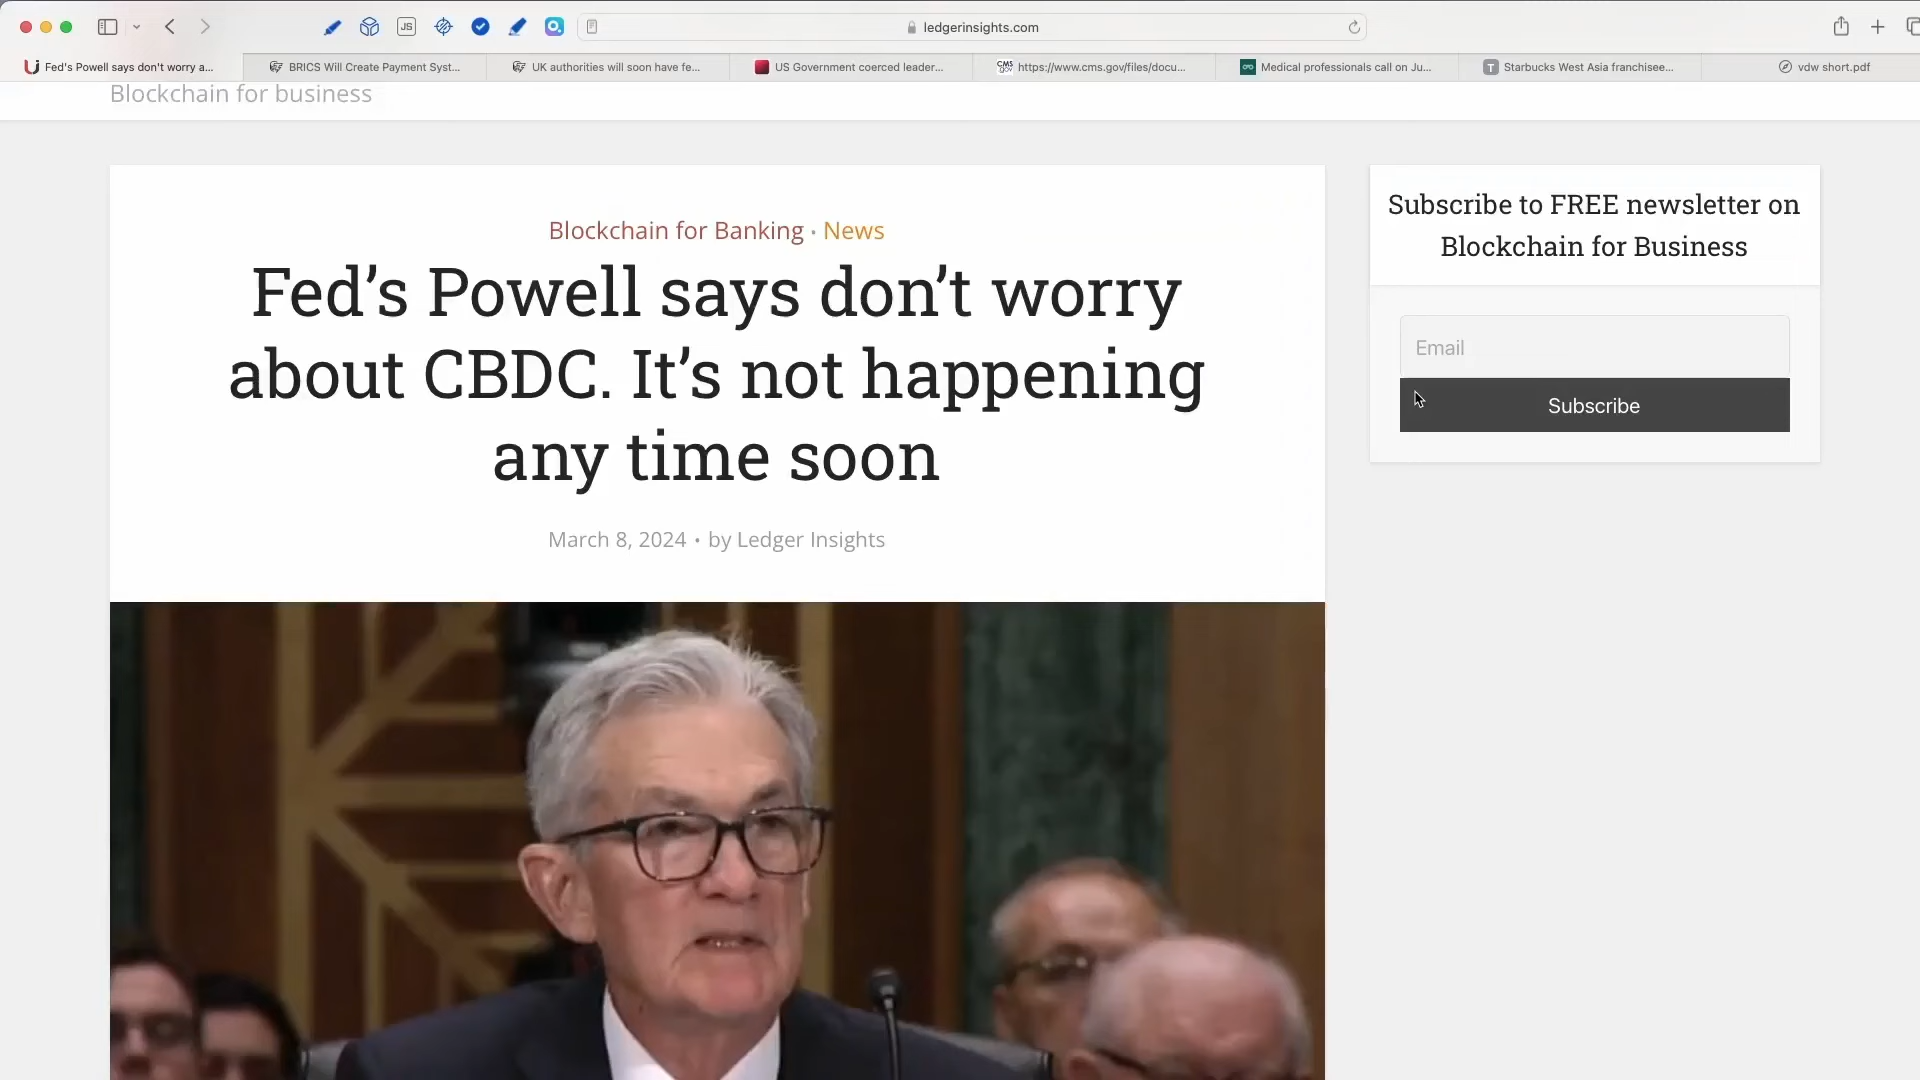 JS
ledgerinsights.com
Fed's Powell says don't worry a...
BRICS Will Create Payment Syst...
UK authorities will soon have fe...
US Government coerced leader...
CMS
.gov
https://www.cms.gov/files/docu...
Medical professionals call on Ju...
T
Starbucks West Asia franchisee...
vdw short.pdf
Blockchain for business
Blockchain for Banking • News
Fed’s Powell says don’t worry
about CBDC. It’s not happening
any time soon
March 8, 2024 • by Ledger Insights
Subscribe to FREE newsletter on
Blockchain for Business
Email
Subscribe